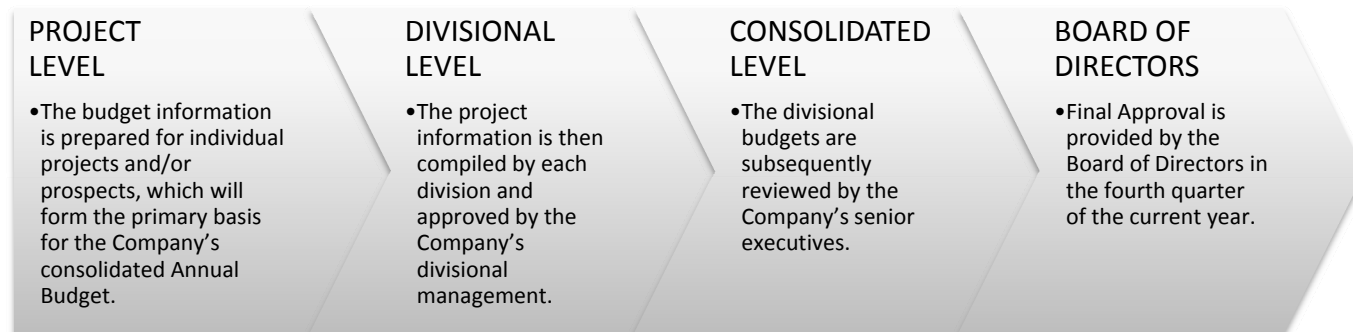 PROJECT
LEVEL
•The budget information
is prepared for individual
projects and/or
prospects, which will
form the primary basis
for the Company's
consolidated Annual
Budget.
DIVISIONAL
LEVEL
•The project
information is then
compiled by each
division and
approved by the
Company's
divisional
management.
CONSOLIDATED
LEVEL
•The divisional
budgets are
subsequently
reviewed by the
Company's senior
executives.
BOARD OF
DIRECTORS
•Final Approval is
provided by the
Board of Directors in
the fourth quarter
of the current year.